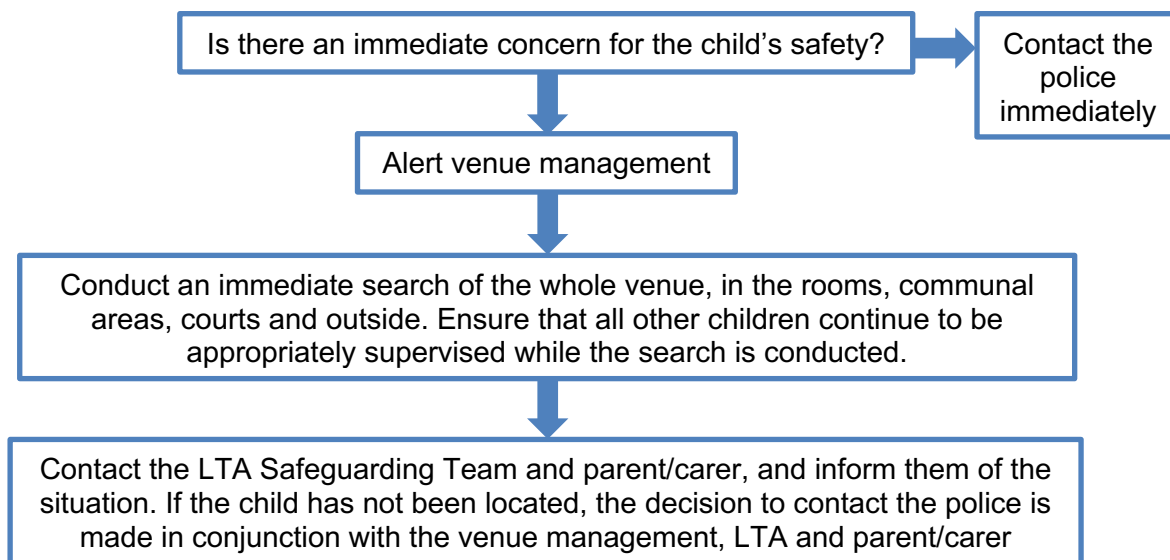 Is there an immediate concern for the child’s safety?
Contact the
police
immediately
Alert venue management
Conduct an immediate search of the whole venue, in the rooms, communal
areas, courts and outside. Ensure that all other children continue to be
appropriately supervised while the search is conducted.
Contact the LTA Safeguarding Team and parent/carer, and inform them of the
situation. If the child has not been located, the decision to contact the police is
made in conjunction with the venue management, LTA and parent/carer